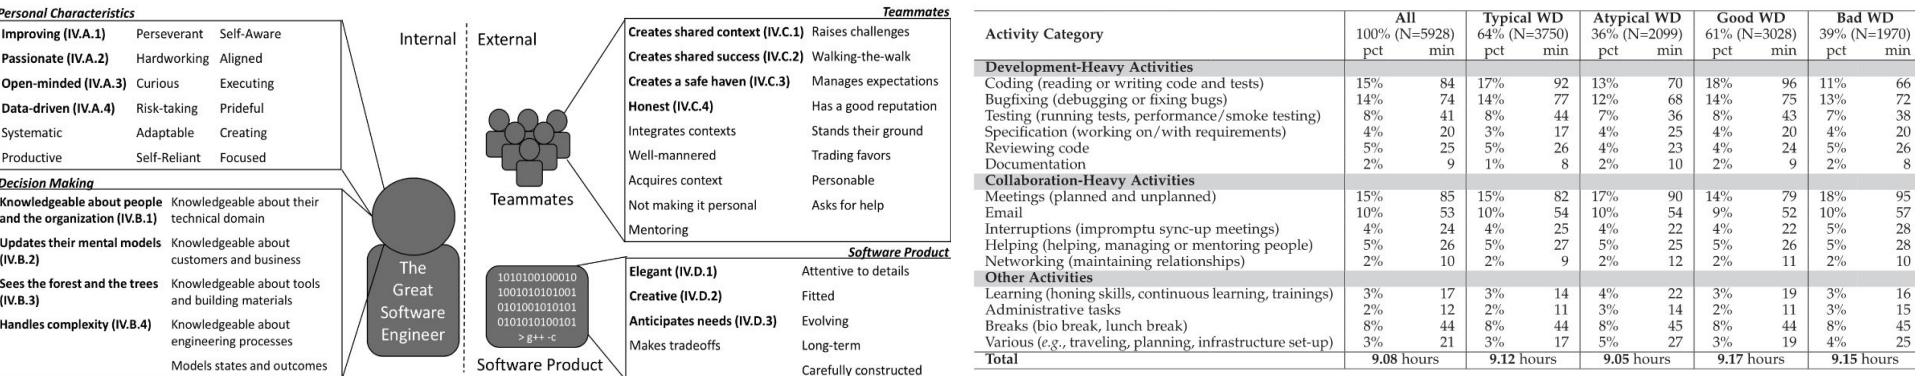 Personal Characteristics
Improving (IV.A.1) Perseverant Self-Aware
Passionate (IV.A.2) Hardworking Aligned
Open-minded (IV.A.3) Curious Executing
Data-driven (IV.A.4) Risk-taking Prideful
Systematic Adaptable Creating
Productive Self-Reliant Focused
Decision Making
Knowledgeable about people Knowledgeable about their
and the organization (IV.B.1) technical domain
Updates their mental models Knowledgeable about
(IV.B.2) customers and business
Sees the forest and the trees Knowledgeable about tools
(IV.B.3) and building materials
Handles complexity (IV.B.4) Knowledgeable about
engineering processes
Models states and outcomes
Internal External
The
Great
Software
Engineer
Teammates
Teammates
Creates shared context (IV.C.1) Raises challenges
Creates shared success (IV.C.2) Walking-the-walk
Creates a safe haven (IV.C.3) Manages expectations
Honest (IV.C.4) Has a good reputation
Integrates contexts Stands their ground
Well-mannered Trading favors
Acquires context Personable
Not making it personal Asks for help
Mentoring
1010100100010
1001010101001
0101001010101
0101010100101
> g++ -c
Software Product
Software Product
Elegant (IV.D.1) Attentive to details
Creative (IV.D.2) Fitted
Anticipates needs (IV.D.3) Evolving
Makes tradeoffs Long-term
Carefully constructed
All Typical WD Atypical WD Good WD Bad WD
Activity Category 100% (N=5928) 64% (N=3750) 36% (N=2099) 61% (N=3028) 39% (N=1970)
pct min pct min pct min pct min pct min
Development-Heavy Activities
Coding (reading or writing code and tests) 15% 84 17% 92 13% 70 18% 96 11% 66
Bugfixing (debugging or fixing bugs) 14% 74 14% 77 12% 68 14% 75 13% 72
Testing (running tests, performance/smoke testing) 8% 41 8% 44 7% 36 8% 43 7% 38
Specification (working on/with requirements) 4% 20 3% 17 4% 25 4% 20 4% 20
Reviewing code 5% 25 5% 26 4% 23 4% 24 5% 26
Documentation 2% 9 1% 8 2% 10 2% 9 2% 8
Collaboration-Heavy Activities
Meetings (planned and unplanned) 15% 85 15% 82 17% 90 14% 79 18% 95
Email 10% 53 10% 54 10% 54 9% 52 10% 57
Interruptions (impromptu sync-up meetings) 4% 24 4% 25 4% 22 4% 22 5% 28
Helping (helping, managing or mentoring people) 5% 26 5% 27 5% 25 5% 26 5% 28
Networking (maintaining relationships) 2% 10 2% 9 2% 12 2% 11 2% 10
Other Activities
Learning (honing skills, continuous learning, trainings) 3% 17 3% 14 4% 22 3% 19 3% 16
Administrative tasks 2% 12 2% 11 3% 14 2% 11 3% 15
Breaks (bio break, lunch break) 8% 44 8% 44 8% 45 8% 44 8% 45
Various (e.g., traveling, planning, infrastructure set-up) 3% 21 3% 17 5% 27 3% 19 4% 25
Total 9.08 hours 9.12 hours 9.05 hours 9.17 hours 9.15 hours